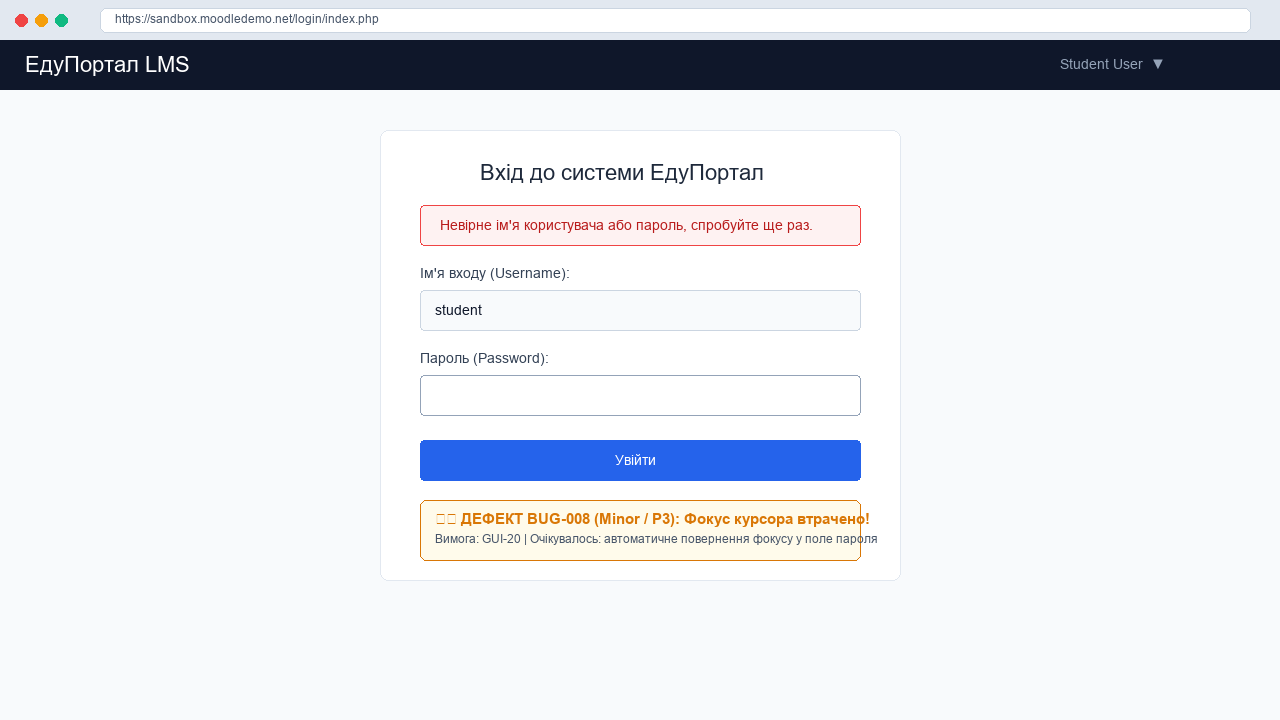 https://sandbox.moodledemo.net/login/index.php
ЕдуПортал LMS
Student User ▼
Вхід до системи ЕдуПортал
Невірне ім'я користувача або пароль, спробуйте ще раз.
Ім'я входу (Username):
student
Пароль (Password):
Увійти
ДЕФЕКТ BUG-008 (Minor / P3): Фокус курсора втрачено!
Вимога: GUI-20 | Очікувалось: автоматичне повернення фокусу у поле пароля